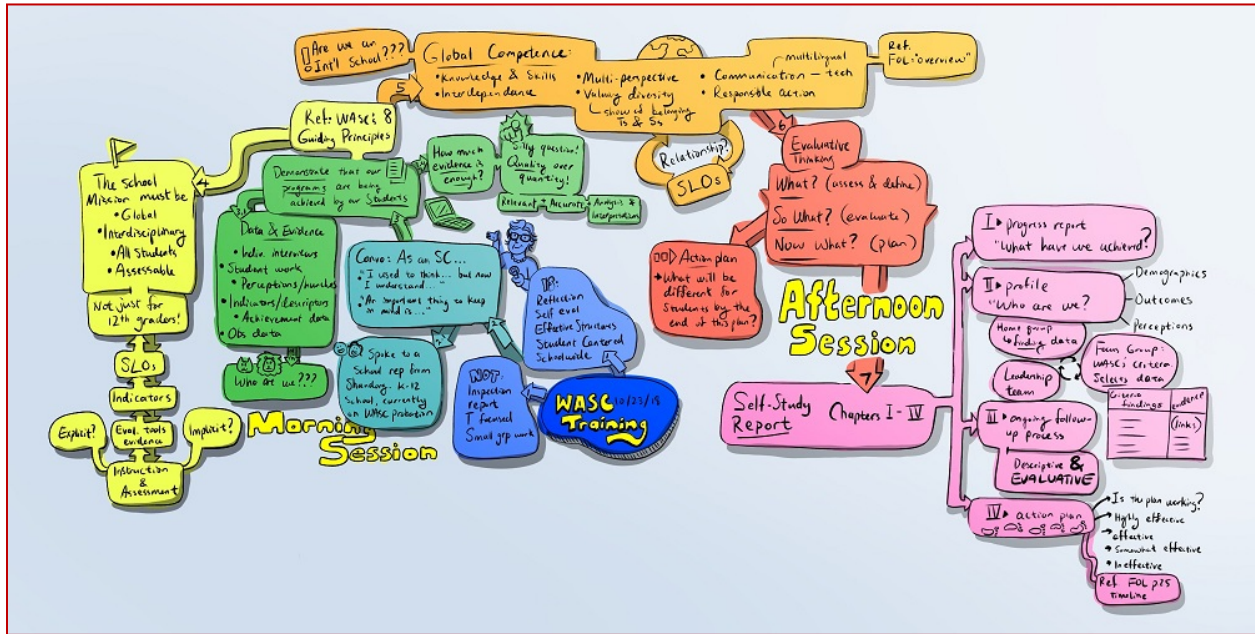 WASC 10/23/18
Training
IS:
Reflection
Self eval
Effective Structures
Student Centered
Schoolwide
NOT:
Inspection
report
T focused
Small grp work
Morning
Session
Convo: As an SC...
"I used to think... but now
I understand..."
"An important thing to keep
in mind is..."
Spoke to a
School rep from
Shandong K-12
School, currently
on WASC probation
Demonstrate that our
programs are being
achieved by our Students
How much
evidence is
enough?
Silly question!
Quality over
quantity!
Relevant + Accurate
Analysis &
Interpretation
Data & Evidence
• Indiv. interviews
• Student work
• Perceptions/
• Indicators/descriptors
• Achievement data
• Obs data
Who are we???
Ref: WASC's 8
Guiding Principles
4
The School
Mission must be
• Global
• Interdisciplinary
• All Students
• Assessable
Not just for
12th graders!
SLOs
Indicators
Eval. tools
evidence
Explicit?
Implicit?
Instruction
&
Assessment
5
! Are we an
Int'l School???
Global Competence:
• Knowledge & Skills
• Interdependence
• Multi-perspective
• Valuing diversity
show of belonging
Ts & Ss
multilingual
• Communication — tech
• Responsible action
Ref.
FOL: "overview"
Relationship?
SLOs
6
Evaluative
Thinking
What? (assess & define)
So What? (evaluate)
Now What? (plan)
Action plan
What will be
different for
Students by the
end of this plan?
Afternoon
Session
7
Self-Study
Report
Chapters I - IV
I progress report
"What have we achiend?
II profile
"Who are we?
Demographics
Outcomes
Perceptions
Home group
finding data
Leadership
team
Focus Group:
WASC's criteria
Selects data
Criteria
findings
evidence
(links)
III ongoing follow-
up process
Descriptive &
EVALUATIVE
IV action plan
Is the plan working?
Highly effective
effective
Somewhat effective
Ineffective
Ref FOL p25
timeline